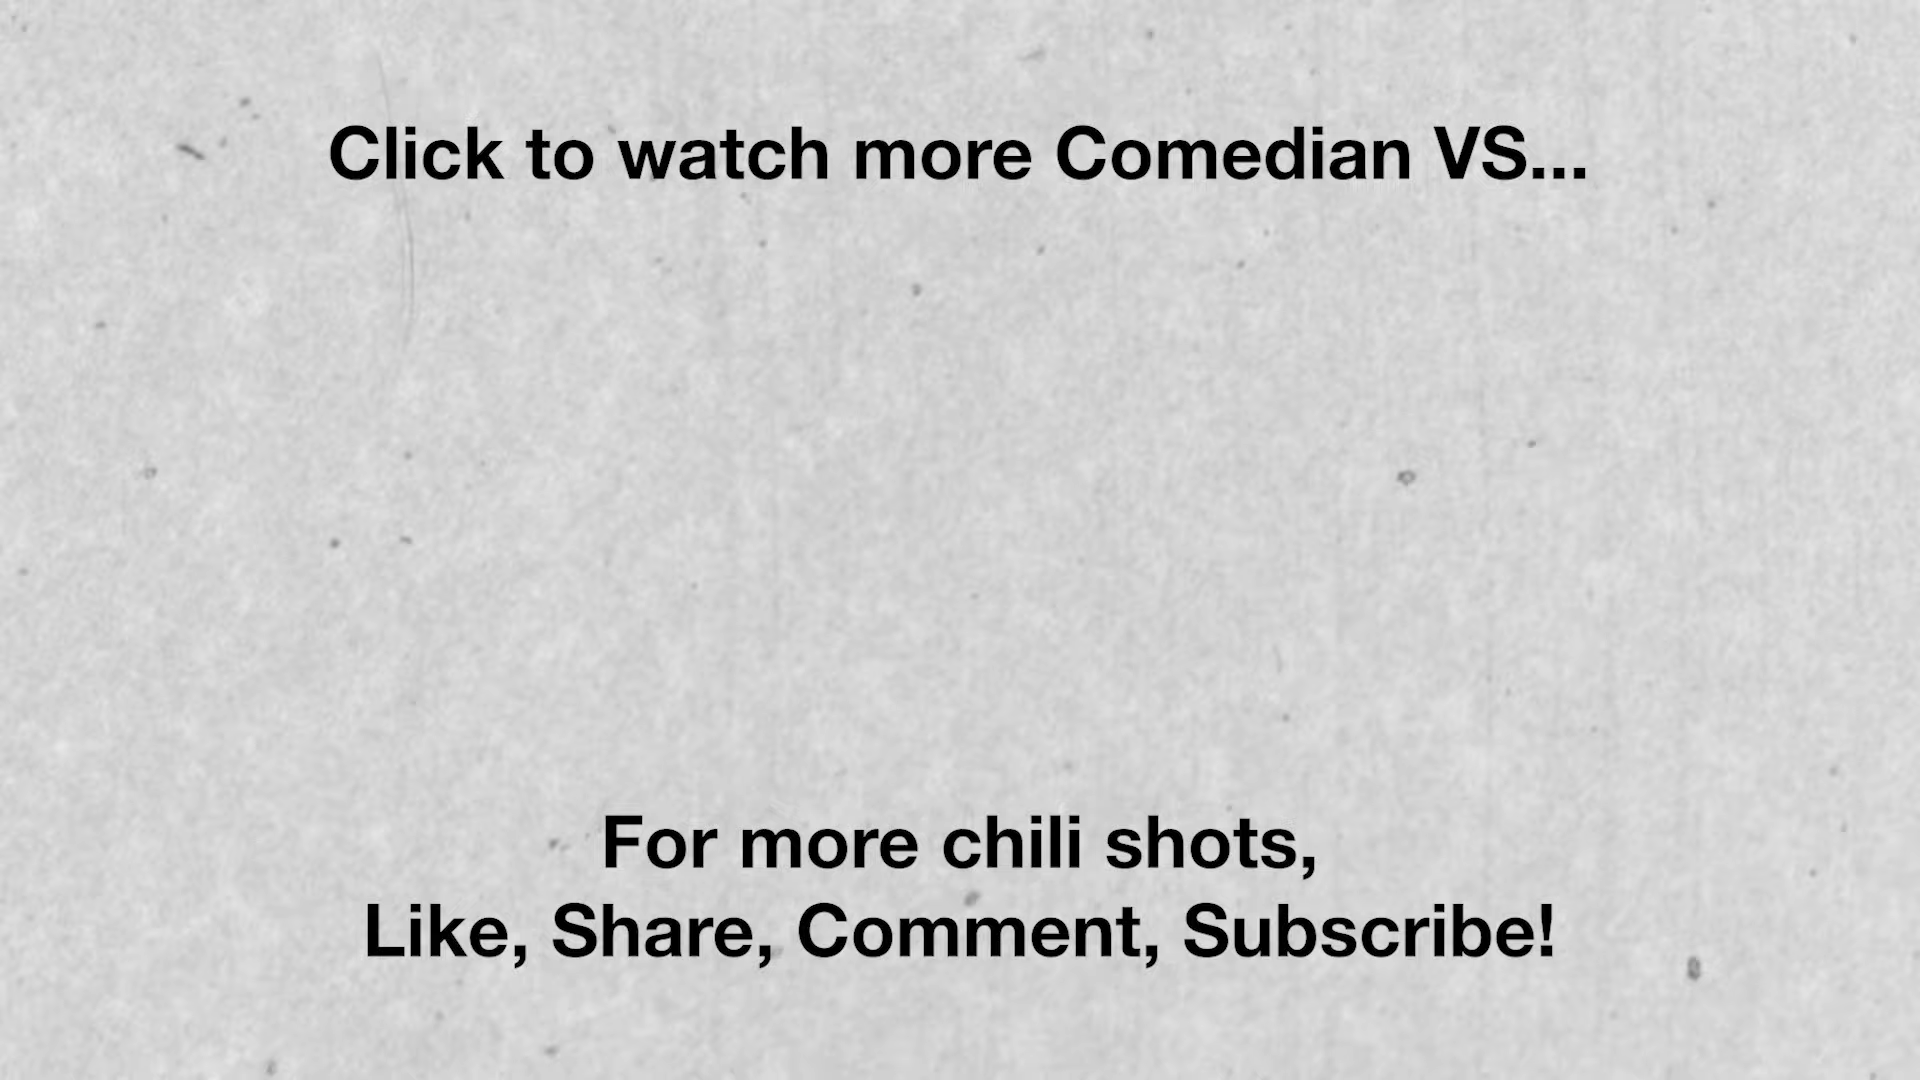 Click to watch more Comedian VS...
For more chili shots,
Like, Share, Comment, Subscribe!